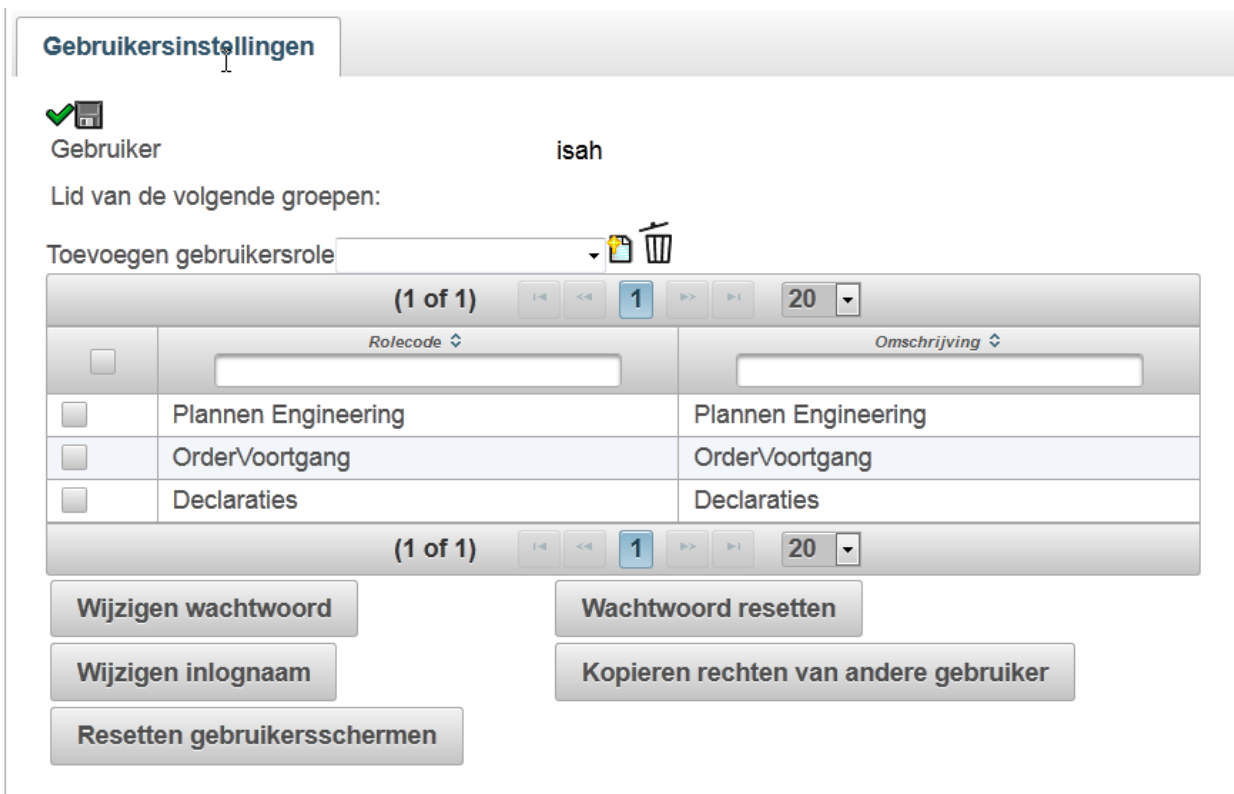 Gebruikersinstellingen
Gebruiker isah
Lid van de volgende groepen:
Toevoegen gebruikersrole
(1 of 1) 1 20
Rolecode Omschrijving
Plannen Engineering Plannen Engineering
OrderVoortgang OrderVoortgang
Declaraties Declaraties
(1 of 1) 1 20
Wijzigen wachtwoord Wachtwoord resetten
Wijzigen inlognaam Kopieren rechten van andere gebruiker
Resetten gebruikersschermen